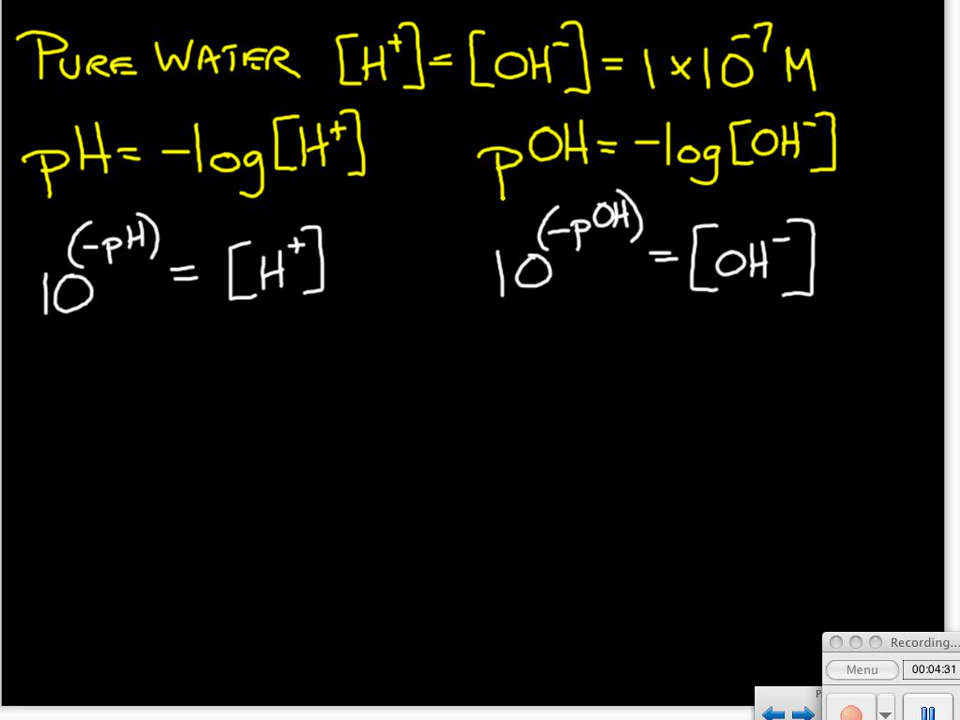 PURE WATER [H⁺] = [OH⁻] = 1 × 10⁻⁷ M
pH = -log[H⁺] pOH = -log[OH⁻]
10⁽⁻ᵖᴴ⁾ = [H⁺] 10⁽⁻ᵖᴼᴴ⁾ = [OH⁻]
Recording...
Menu 00:04:31
P